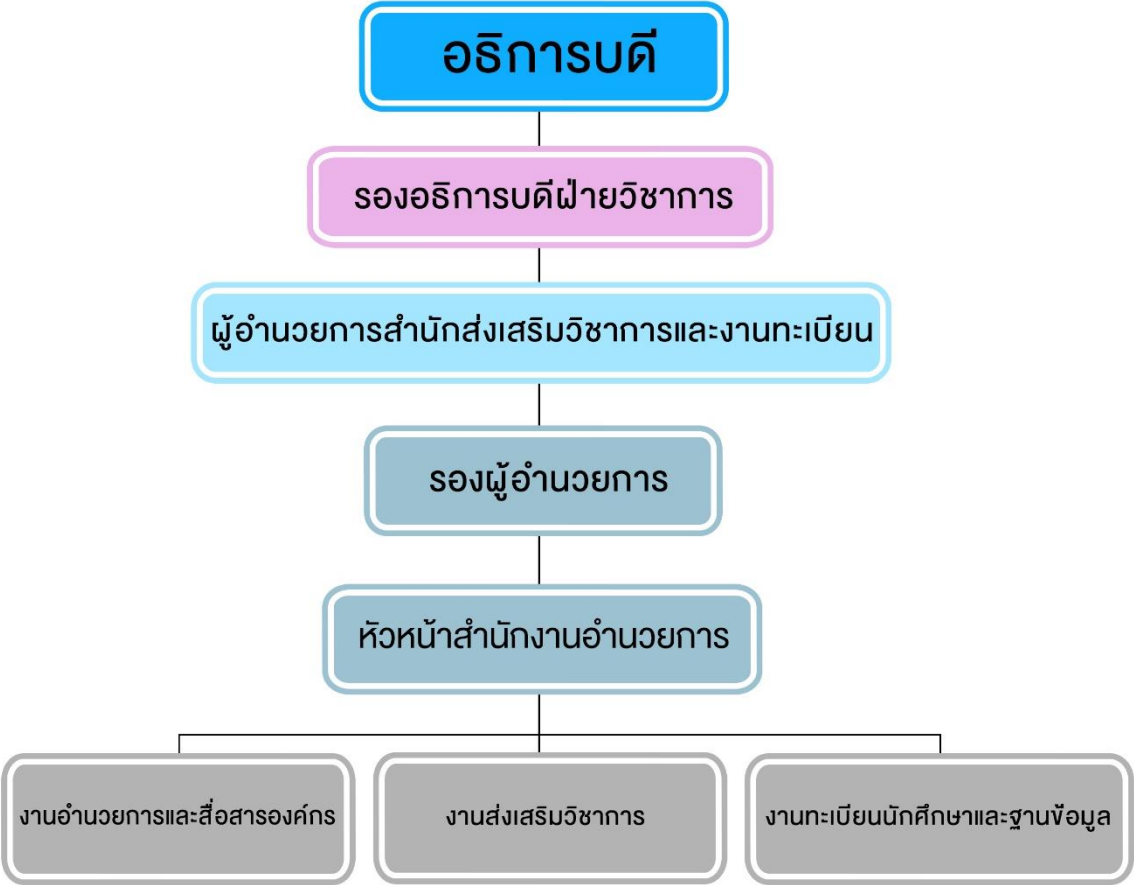 อธิการบดี
รองอธิการบดีฝ่ายวิชาการ
ผู้อำนวยการสำนักส่งเสริมวิชาการและงานทะเบียน
รองผู้อำนวยการ
หัวหน้าสำนักงานอำนวยการ
งานอำนวยการและสื่อสารองค์กร
งานส่งเสริมวิชาการ
งานทะเบียนนักศึกษาและฐานข้อมูล